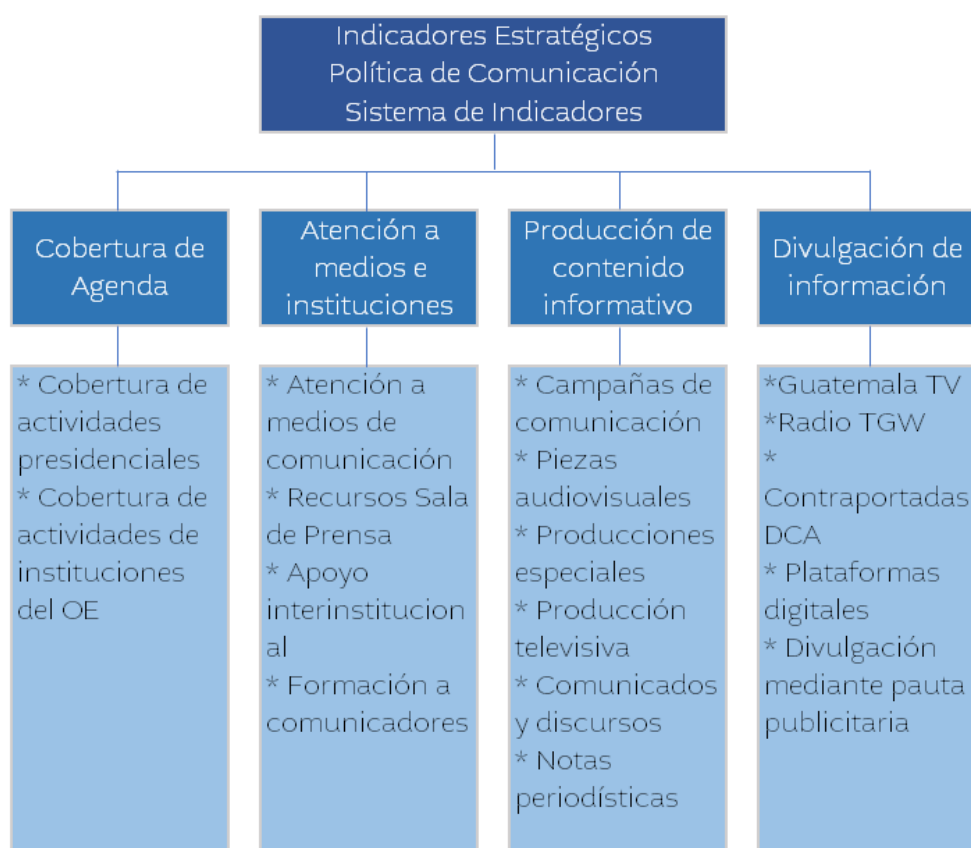 Indicadores Estratégicos
Política de Comunicación
Sistema de Indicadores
Cobertura de
Agenda
* Cobertura de
actividades
presidenciales
* Cobertura de
actividades de
instituciones
del OE
Atención a
medios e
instituciones
* Atención a
medios de
comunicación
* Recursos Sala
de Prensa
* Apoyo
interinstitucion
al
* Formación a
comunicadores
Producción de
contenido
informativo
* Campañas de
comunicación
* Piezas
audiovisuales
* Producciones
especiales
* Producción
televisiva
* Comunicados
y discursos
* Notas
periodísticas
Divulgación de
información
*Guatemala TV
*Radio TGW
*
Contraportadas
DCA
* Plataformas
digitales
* Divulgación
mediante pauta
publicitaria